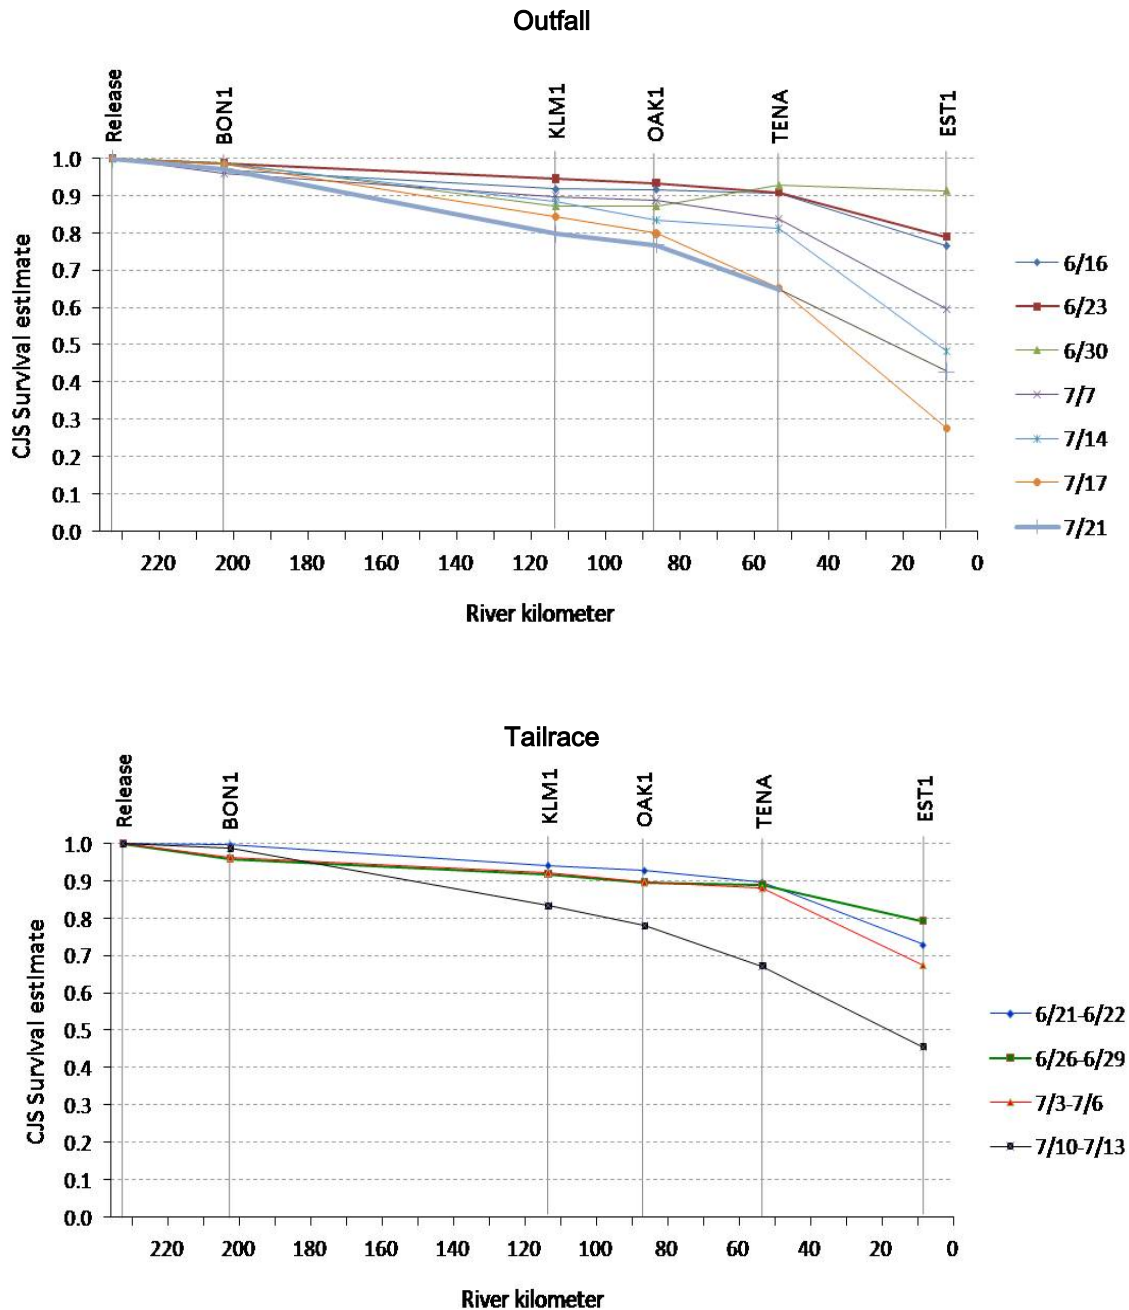 Outfall
Release
BON1
KLM1
OAK1
TENA
EST1
1.0
0.9
0.8
0.7
0.6
0.5
0.4
0.3
0.2
0.1
0.0
CJS Survival estimate
220 200 180 160 140 120 100 80 60 40 20 0
River kilometer
6/16
6/23
6/30
7/7
7/14
7/17
7/21
Tailrace
Release
BON1
KLM1
OAK1
TENA
EST1
1.0
0.9
0.8
0.7
0.6
0.5
0.4
0.3
0.2
0.1
0.0
CJS Survival estimate
220 200 180 160 140 120 100 80 60 40 20 0
River kilometer
6/21-6/22
6/26-6/29
7/3-7/6
7/10-7/13